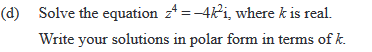 (d) Solve the equation z⁴ = –4k²i, where k is real.
Write your solutions in polar form in terms of k.